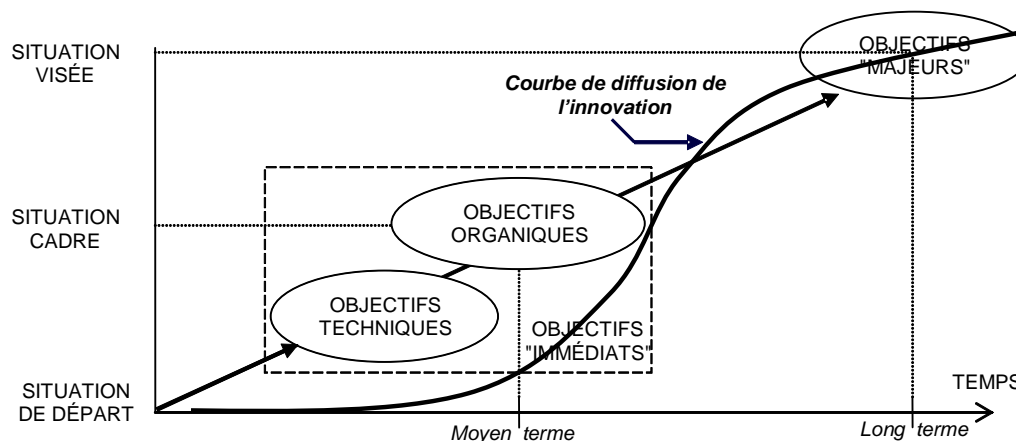 SITUATION
VISÉE
OBJECTIFS
"MAJEURS"
Courbe de diffusion de
l'innovation
SITUATION
CADRE
OBJECTIFS
ORGANIQUES
OBJECTIFS
TECHNIQUES
OBJECTIFS
"IMMÉDIATS"
SITUATION
DE DÉPART
TEMPS
Moyen terme
Long terme